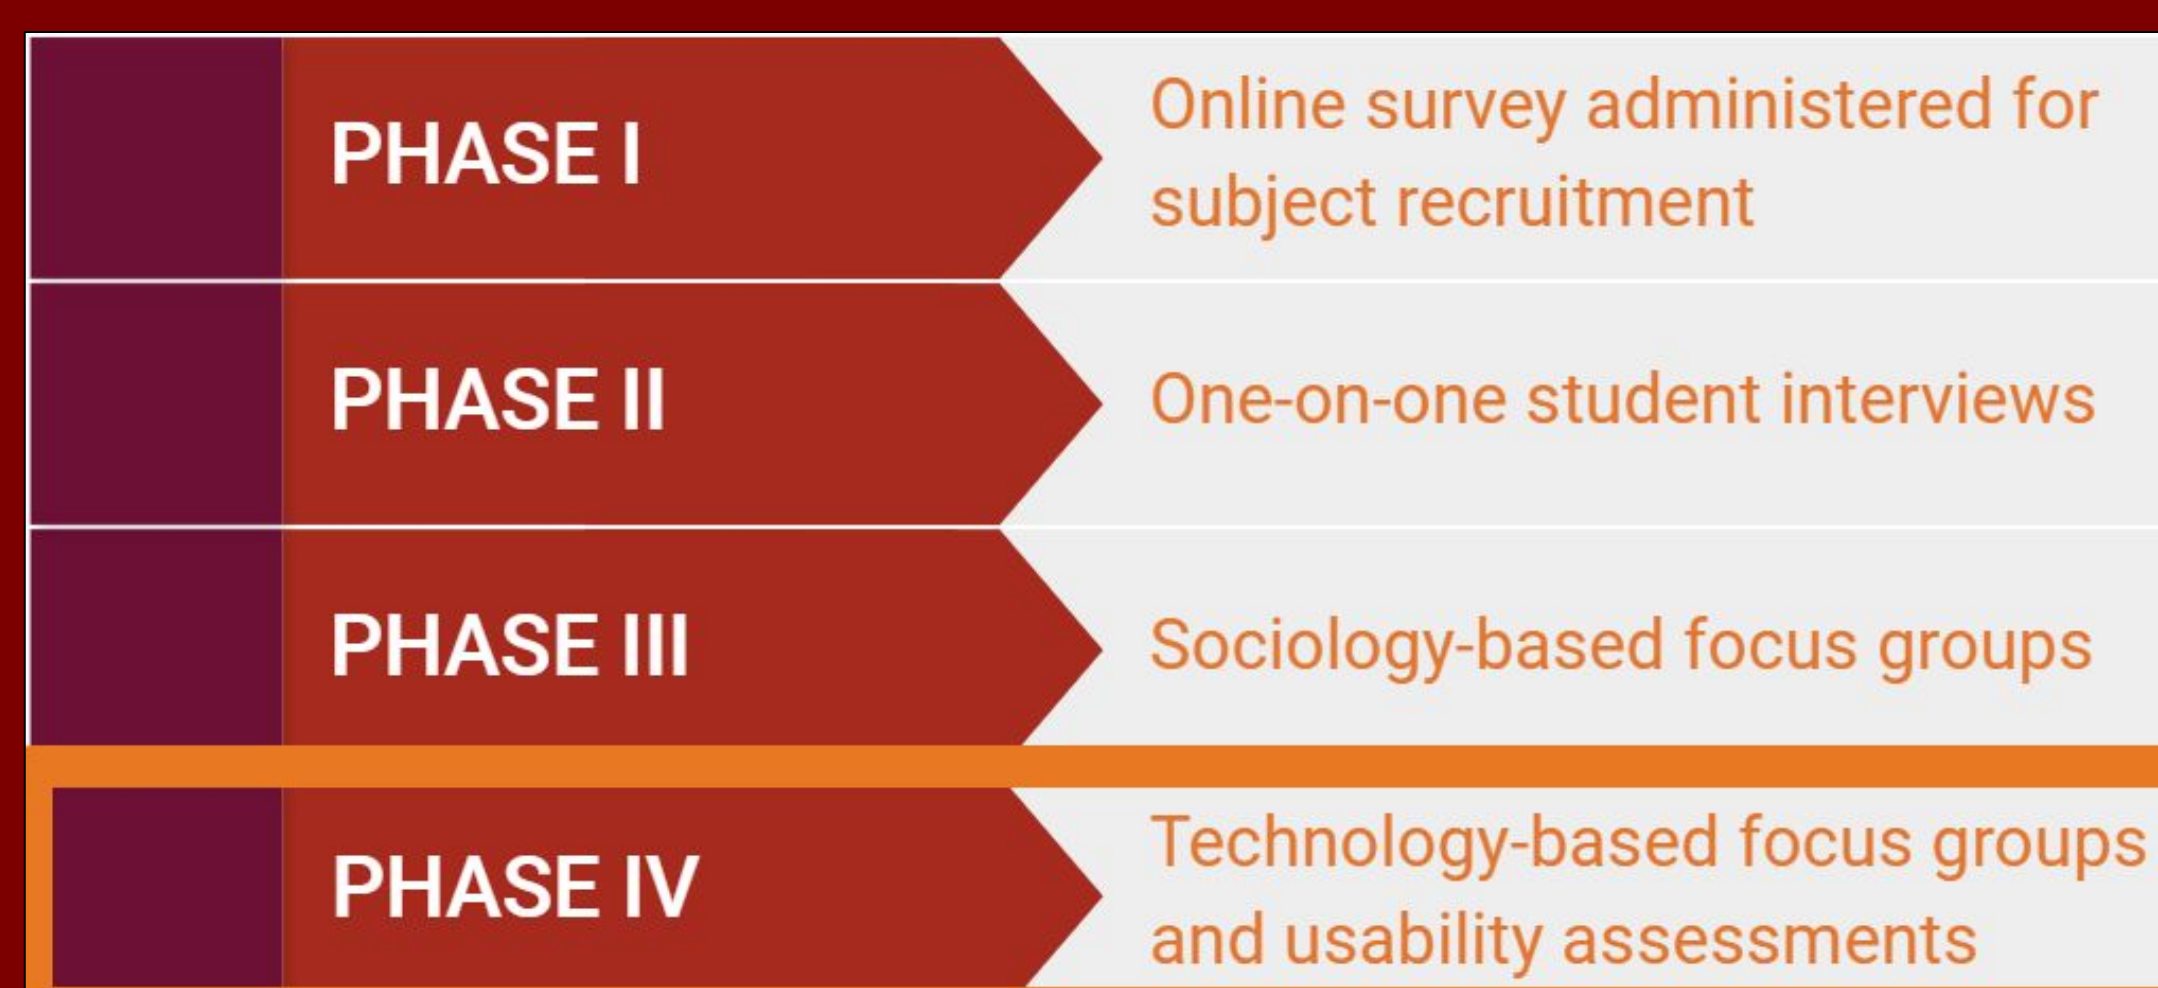 PHASE I
Online survey administered for
subject recruitment
PHASE II
One-on-one student interviews
PHASE III
Sociology-based focus groups
PHASE IV
Technology-based focus groups
and usability assessments